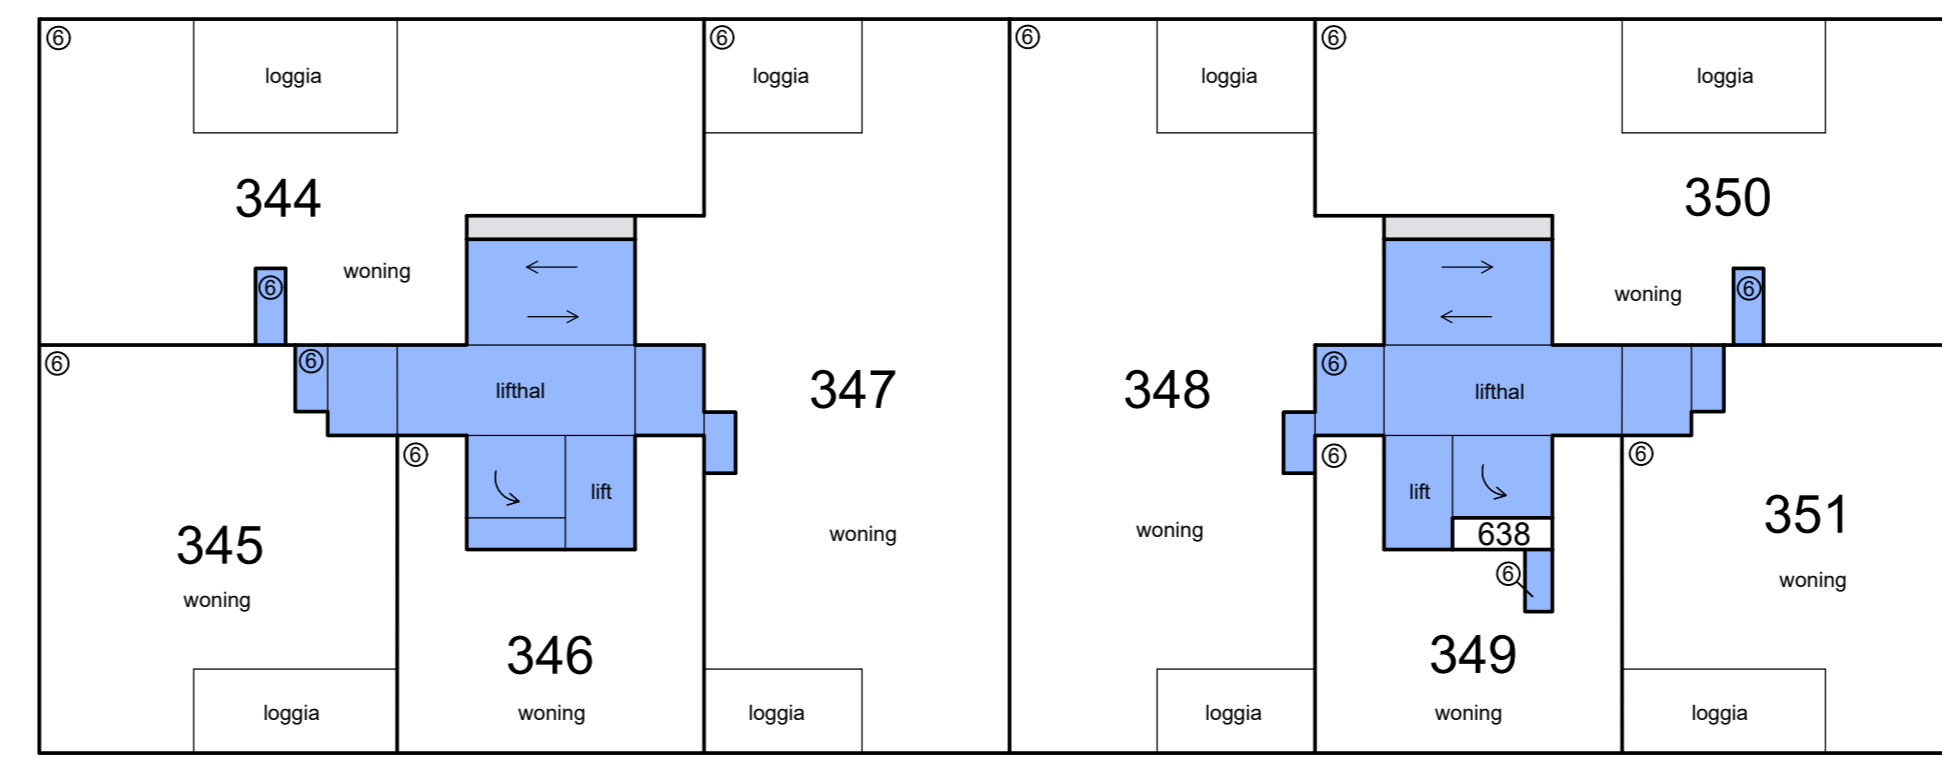 ⑥ ⑥ ⑥ ⑥
loggia loggia loggia loggia
344 350
woning woning
⑥ ⑥
⑥ ⑥ ⑥
lifthal 347 348 lifthal
⑥ ⑥ ⑥
lift lift
345 351
woning woning 638
⑥
woning woning
346 349
loggia woning loggia loggia woning loggia